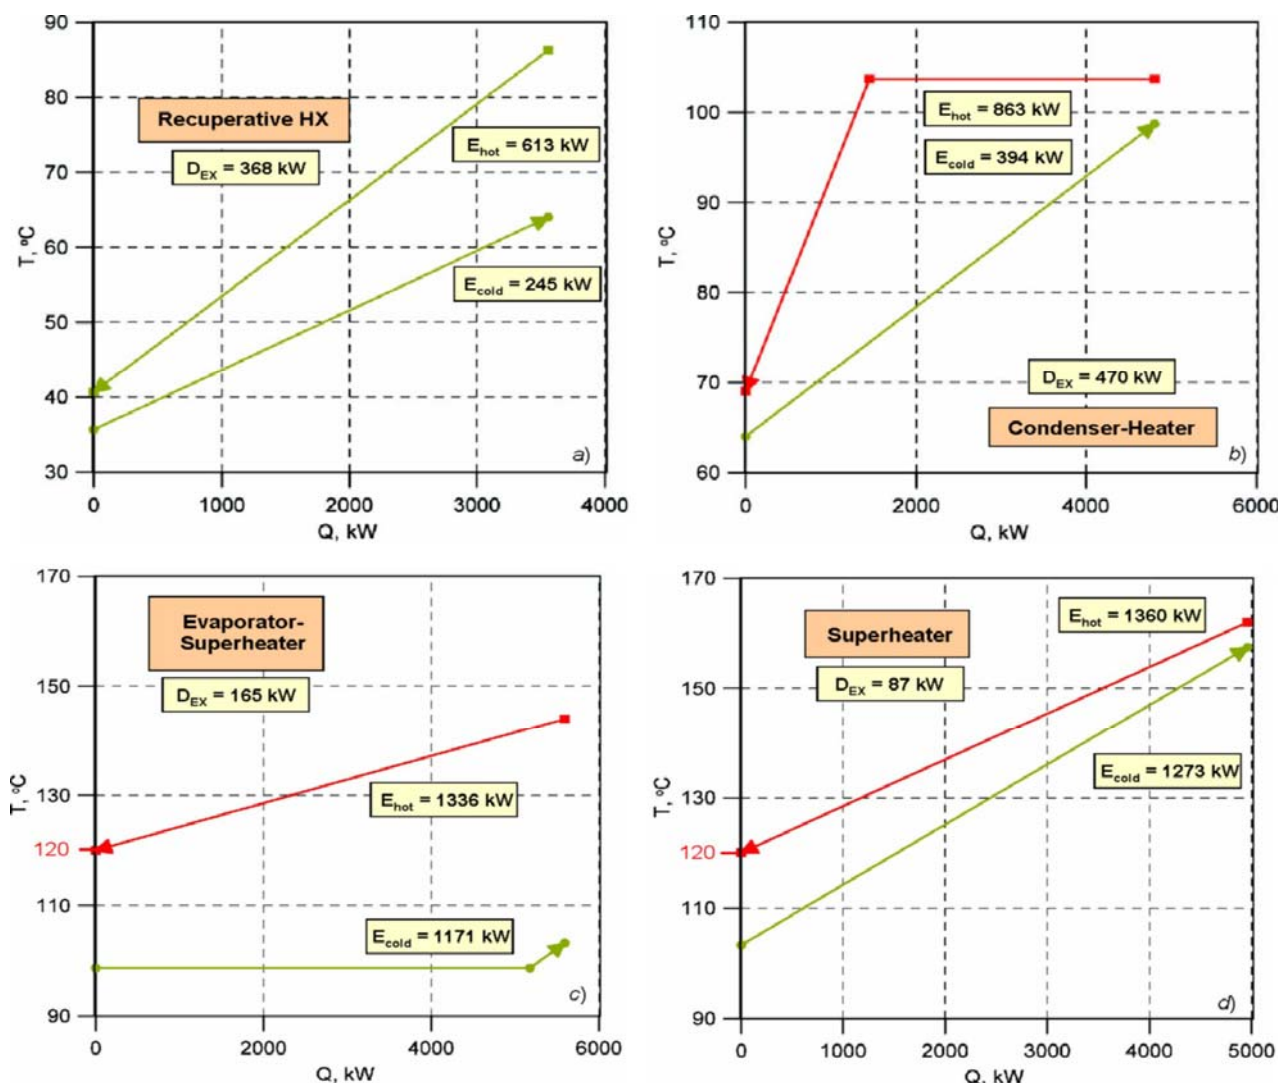 90
80
70
60
50
40
30
T, ºC
Recuperative HX
D_EX = 368 kW
E_hot = 613 kW
E_cold = 245 kW
a)
0
1000
2000
3000
4000
Q, kW
110
100
90
80
70
60
T, ºC
E_hot = 863 kW
E_cold = 394 kW
D_EX = 470 kW
Condenser-Heater
b)
0
2000
4000
6000
Q, kW
170
150
130
120
110
90
T, ºC
Evaporator-
Superheater
D_EX = 165 kW
E_hot = 1336 kW
E_cold = 1171 kW
c)
0
2000
4000
6000
Q, kW
170
150
130
120
110
90
T, ºC
Superheater
D_EX = 87 kW
E_hot = 1360 kW
E_cold = 1273 kW
d)
0
1000
2000
3000
4000
5000
Q, kW